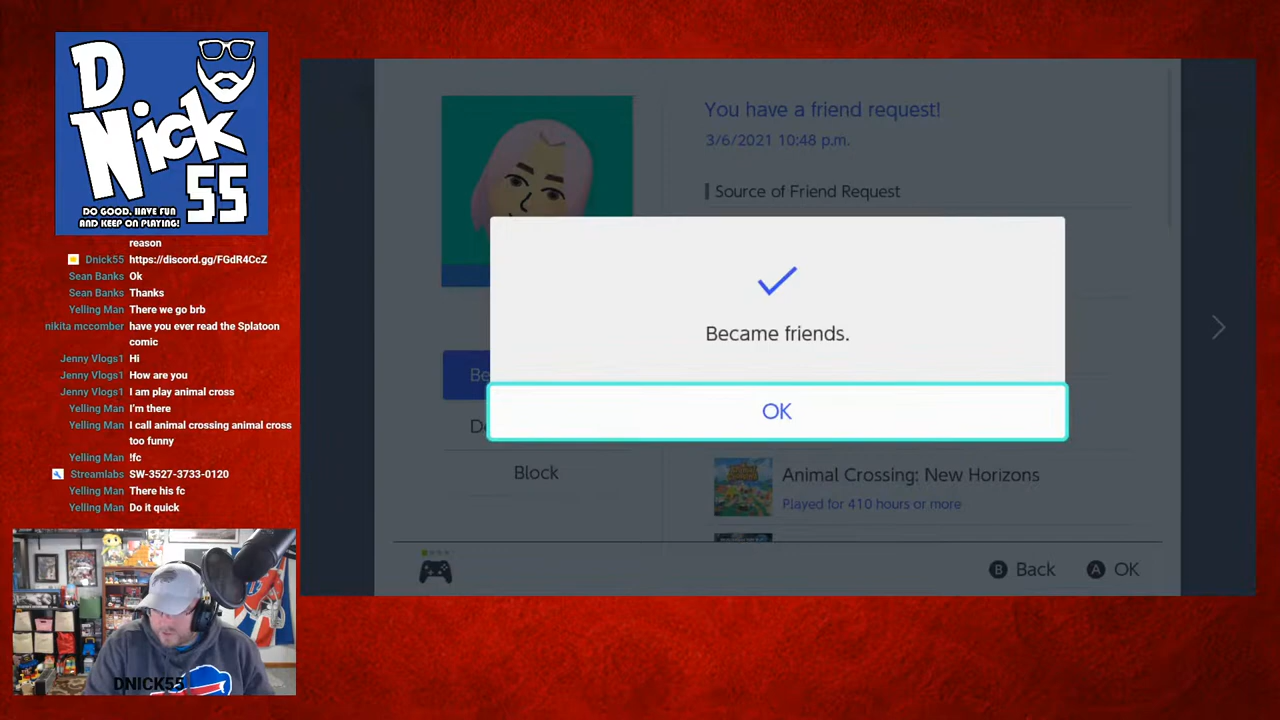 D
Nick
55
DO GOOD, HAVE FUN
AND KEEP ON PLAYING!
reason
Dnick55 https://discord.gg/FGdR4CcZ
Sean Banks Ok
Sean Banks Thanks
Yelling Man There we go brb
nikita mccomber have you ever read the Splatoon
comic
Jenny Vlogs1 Hi
Jenny Vlogs1 How are you
Jenny Vlogs1 I am play animal cross
Yelling Man I'm there
Yelling Man I call animal crossing animal cross
too funny
Yelling Man !fc
Streamlabs SW-3527-3733-0120
Yelling Man There his fc
Yelling Man Do it quick
DNICK55
You have a friend request!
3/6/2021 10:48 p.m.
Source of Friend Request
Became friends.
OK
Be
De
Block
Animal Crossing: New Horizons
Played for 410 hours or more
B Back A OK